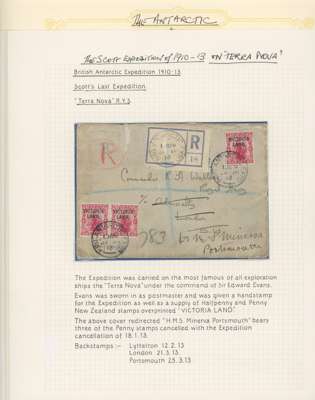 THE ANTARCTIC
THE SCOTT EXPEDITION OF 1910-13 ON "TERRA NOVA"
British Antarctic Expedition 1910-13
Scott's Last Expedition
"Terra Nova" R.Y.S.
R
R
18
VICTORIA
LAND.
VICTORIA
LAND.
VICTORIA
LAND.
783
H.M.S Minerva
Portsmouth
The Expedition was carried on the most famous of all exploration
ships the "Terra Nova" under the command of Sir Edward Evans.
Evans was sworn in as postmaster and was given a handstamp
for the Expedition as well as a supply of Halfpenny and Penny
New Zealand stamps overprinted "VICTORIA LAND".
The above cover redirected "H.M.S. Minerva Portsmouth" bears
three of the Penny stamps cancelled with the Expedition
cancellation of 18.1.13.
Backstamps :- Lyttelton 12.2.13
London 21.3.13
Portsmouth 23.3.13